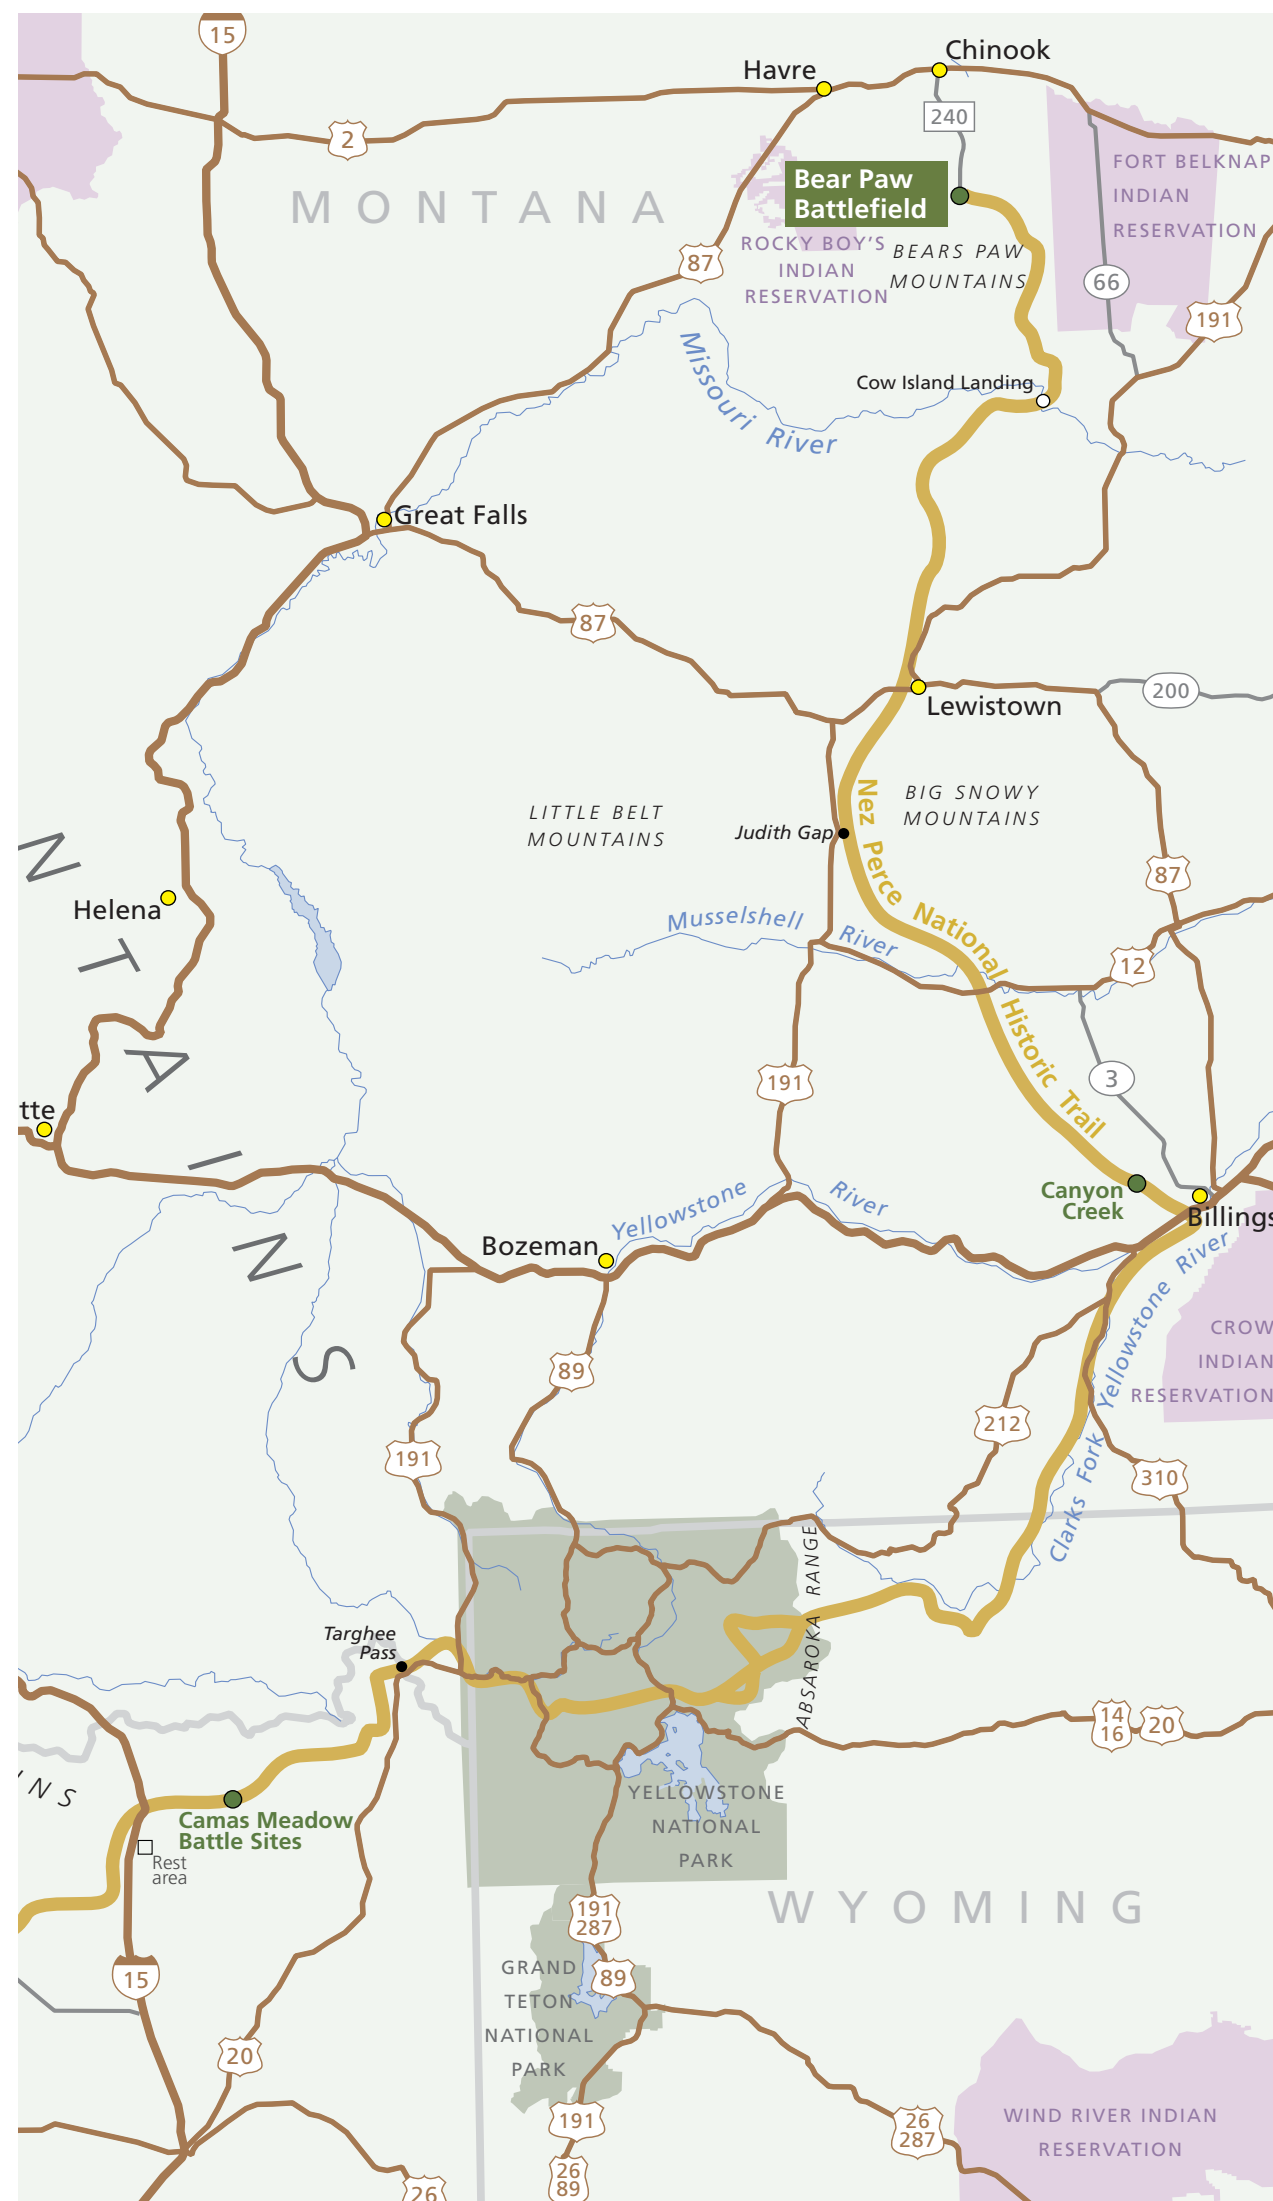 15
Chinook
Havre
240
2
FORT BELKNAP
INDIAN
RESERVATION
Bear Paw
Battlefield
MONTANA
ROCKY BOY'S
INDIAN
RESERVATION
BEARS PAW
MOUNTAINS
87
66
191
Missouri River
Cow Island Landing
Great Falls
87
200
Lewistown
LITTLE BELT
MOUNTAINS
BIG SNOWY
MOUNTAINS
Judith Gap
Nez Perce National Historic Trail
87
Helena
Musselshell River
12
NTAINS
191
3
tte
Canyon
Creek
Billings
Yellowstone River
Bozeman
Clarks Fork Yellowstone River
CROW
INDIAN
RESERVATION
89
212
191
310
ABSAROKA RANGE
Targhee
Pass
14
16
20
INS
Camas Meadow
Battle Sites
Rest
area
YELLOWSTONE
NATIONAL
PARK
WYOMING
191
287
15
89
GRAND
TETON
NATIONAL
PARK
20
191
26
287
WIND RIVER INDIAN
RESERVATION
26
89
26